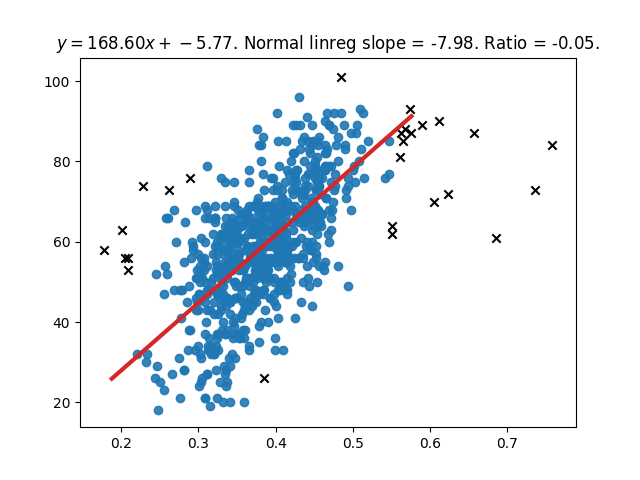 y = 168.60x + −5.77. Normal linreg slope = -7.98. Ratio = -0.05.
100
80
60
40
20
0.2 0.3 0.4 0.5 0.6 0.7